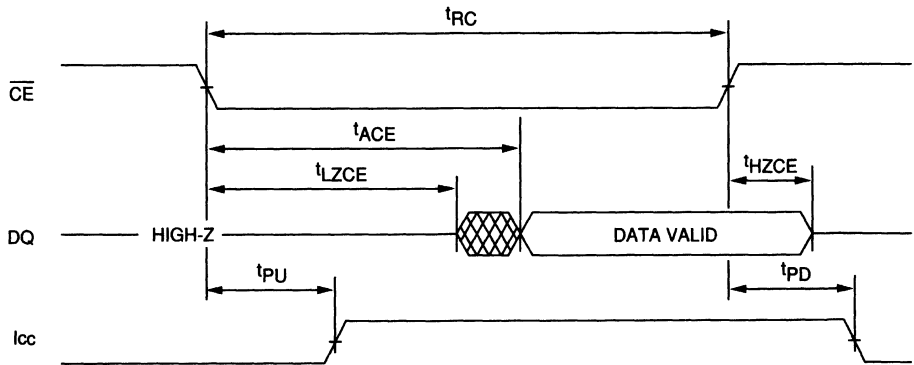 tRC
CE
tACE
tLZCE
tHZCE
DQ
HIGH-Z
DATA VALID
tPU
tPD
Icc